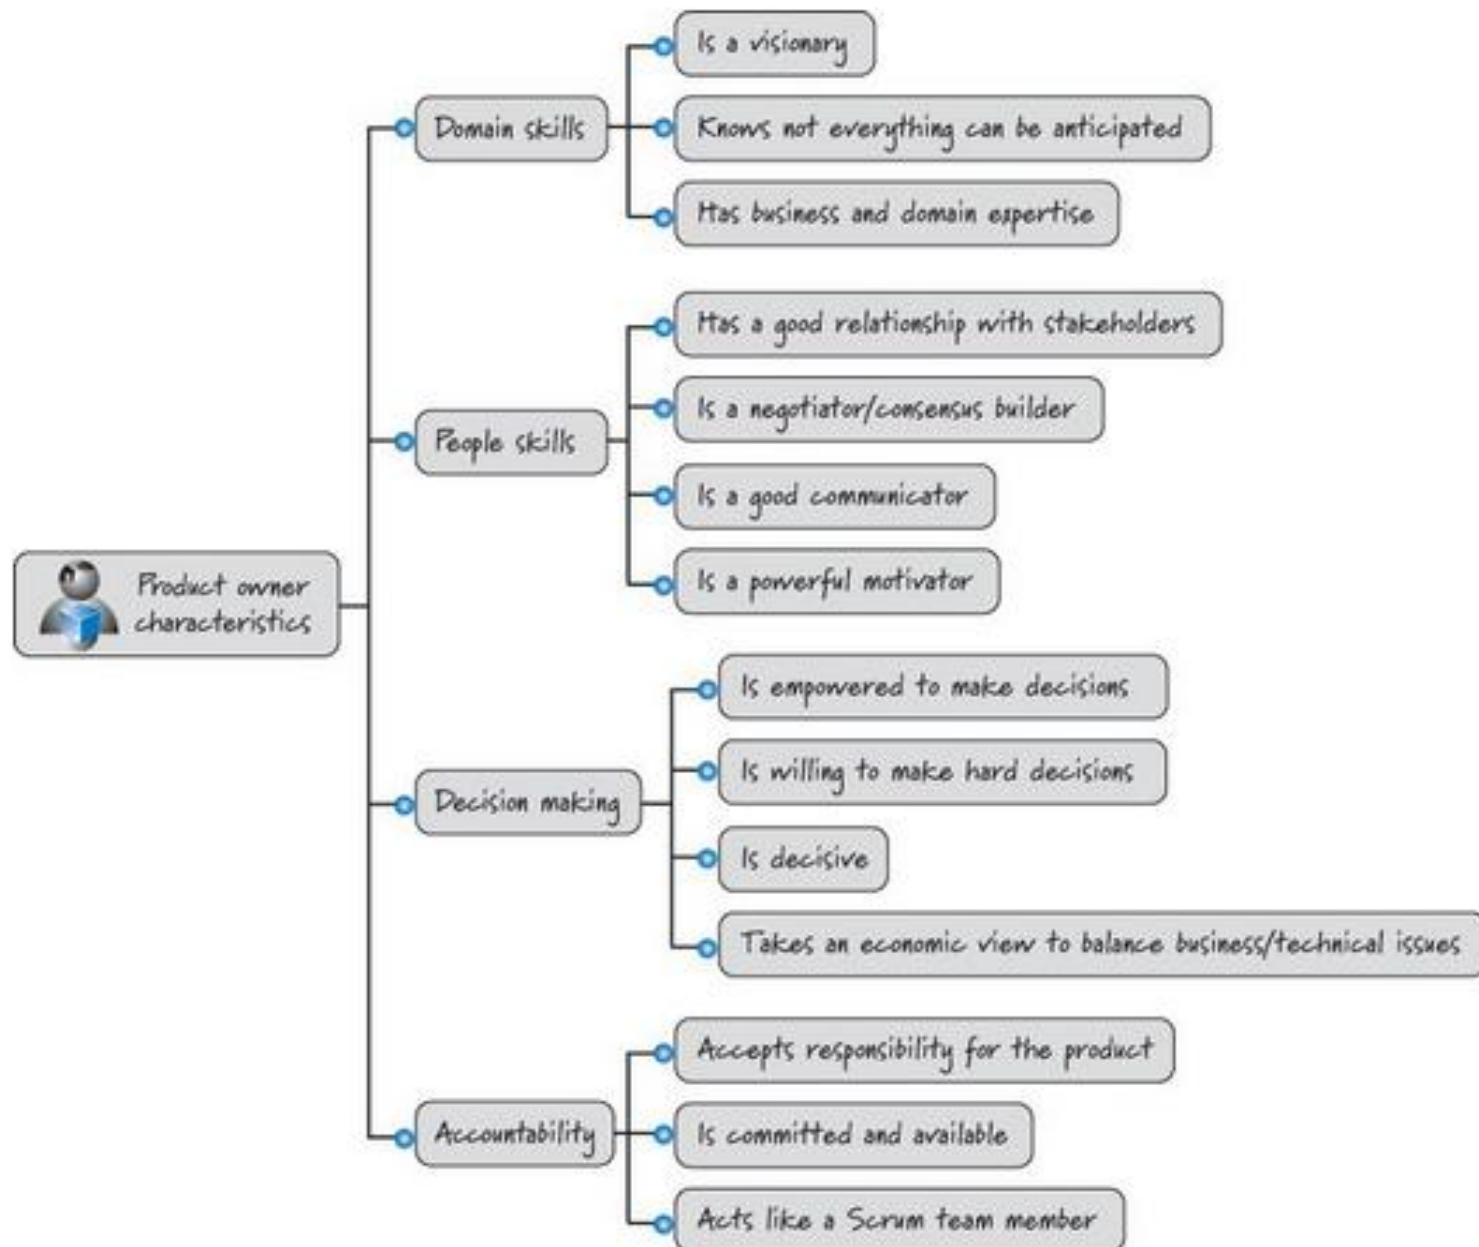 Product owner
characteristics
Domain skills
Is a visionary
Knows not everything can be anticipated
Has business and domain expertise
People skills
Has a good relationship with stakeholders
Is a negotiator/consensus builder
Is a good communicator
Is a powerful motivator
Decision making
Is empowered to make decisions
Is willing to make hard decisions
Is decisive
Takes an economic view to balance business/technical issues
Accountability
Accepts responsibility for the product
Is committed and available
Acts like a Scrum team member